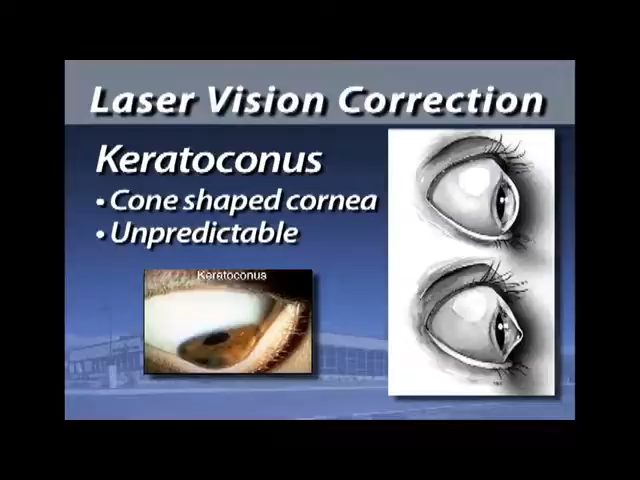 Laser Vision Correction
Keratoconus
• Cone shaped cornea
• Unpredictable
Keratoconus